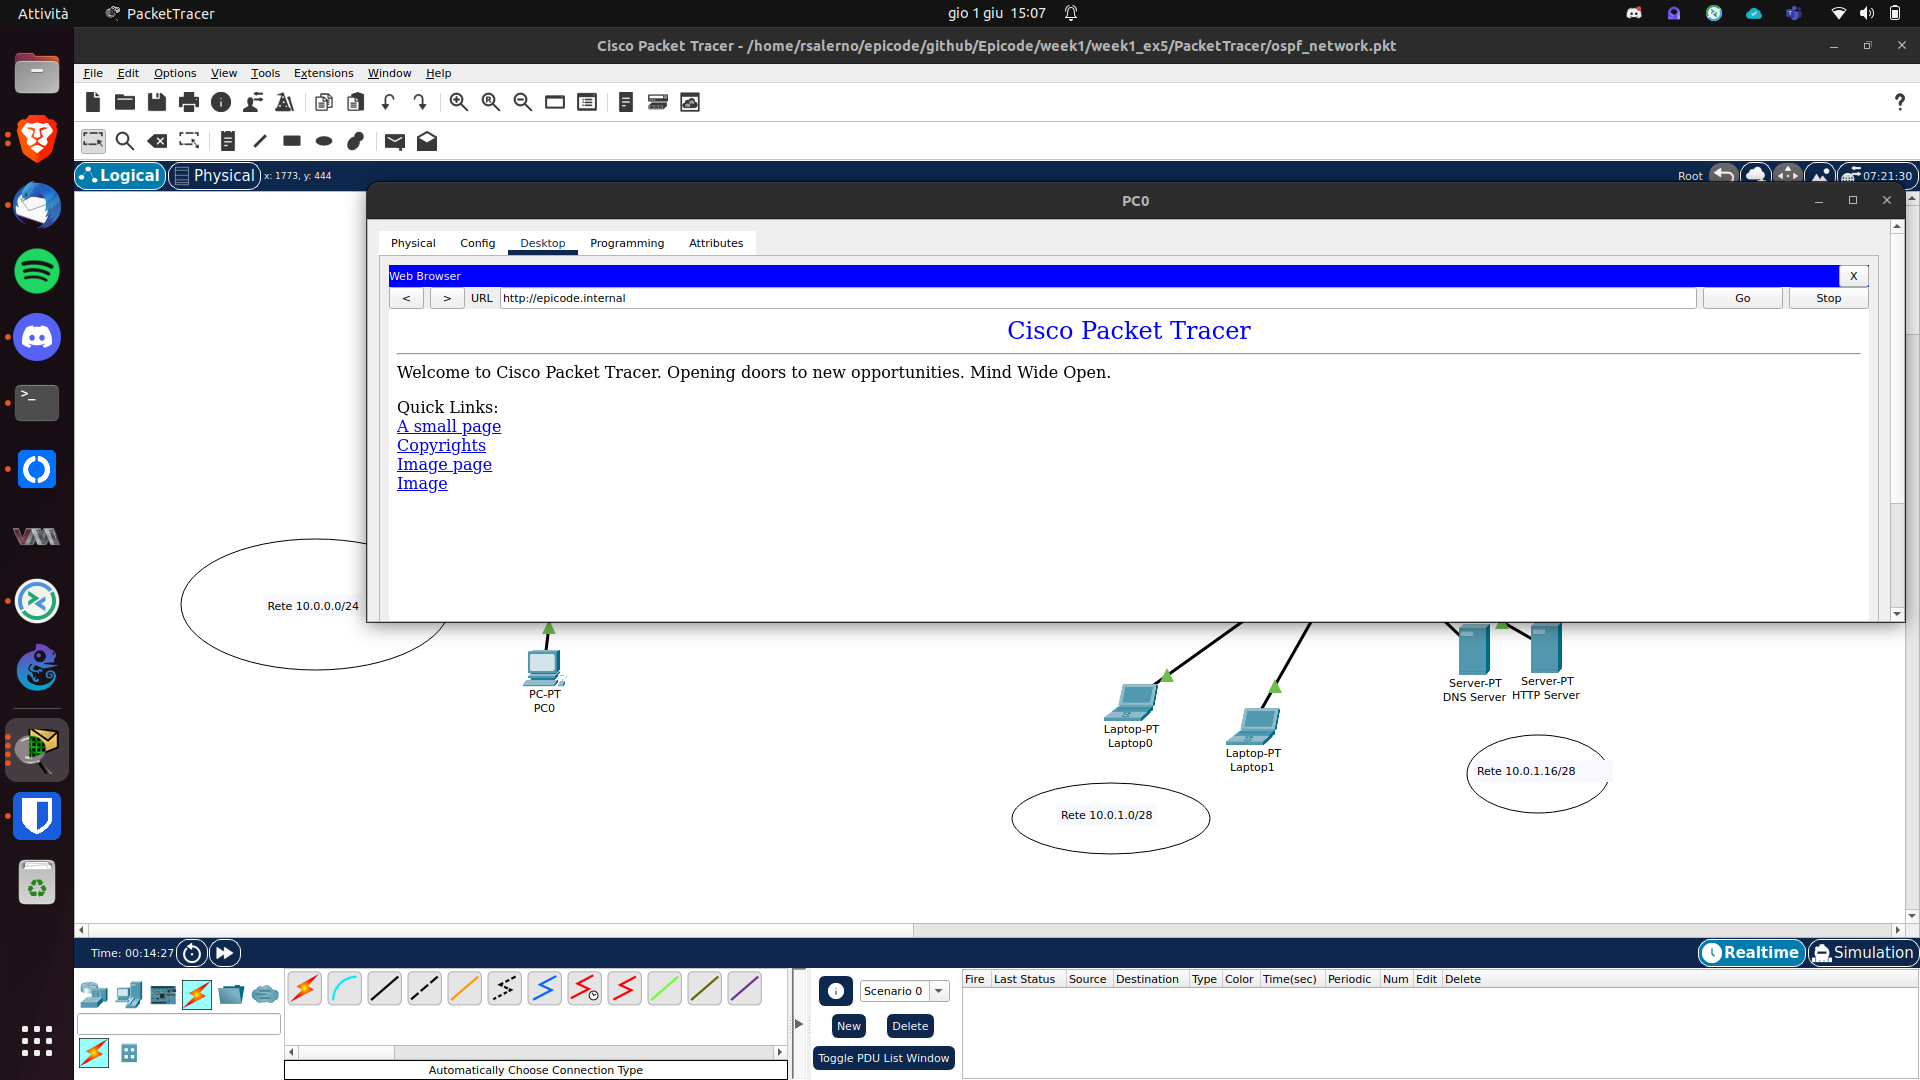 Attività
PacketTracer
gio 1 giu 15:07
Cisco Packet Tracer - /home/rsalerno/epicode/github/Epicode/week1/week1_ex5/PacketTracer/ospf_network.pkt
File Edit Options View Tools Extensions Window Help
?
Logical Physical x: 1773, y: 444
Root 07:21:30
PC0
Physical Config Desktop Programming Attributes
Web Browser
X
< > URL http://epicode.internal Go Stop
Cisco Packet Tracer
Welcome to Cisco Packet Tracer. Opening doors to new opportunities. Mind Wide Open.
Quick Links:
A small page
Copyrights
Image page
Image
Rete 10.0.0.0/24
PC-PT
PC0
Laptop-PT
Laptop0
Laptop-PT
Laptop1
Server-PT
DNS Server
Server-PT
HTTP Server
Rete 10.0.1.16/28
Rete 10.0.1.0/28
Time: 00:14:27
Realtime Simulation
Scenario 0
New Delete
Toggle PDU List Window
Fire Last Status Source Destination Type Color Time(sec) Periodic Num Edit Delete
Automatically Choose Connection Type